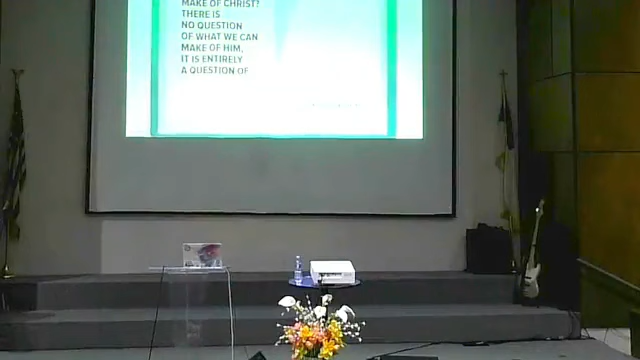 MAKE OF CHRIST?
THERE IS
NO QUESTION
OF WHAT WE CAN
MAKE OF HIM,
IT IS ENTIRELY
A QUESTION OF